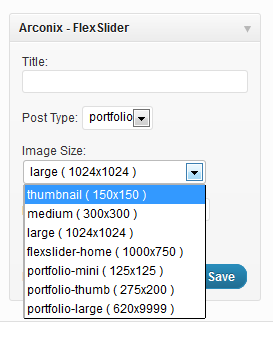 Arconix - FlexSlider
Title:
Post Type: portfolio
Image Size:
large ( 1024x1024 )
thumbnail ( 150x150 )
medium ( 300x300 )
large ( 1024x1024 )
flexslider-home ( 1000x750 )
portfolio-mini ( 125x125 )
portfolio-thumb ( 275x200 )
portfolio-large ( 620x9999 )
Save